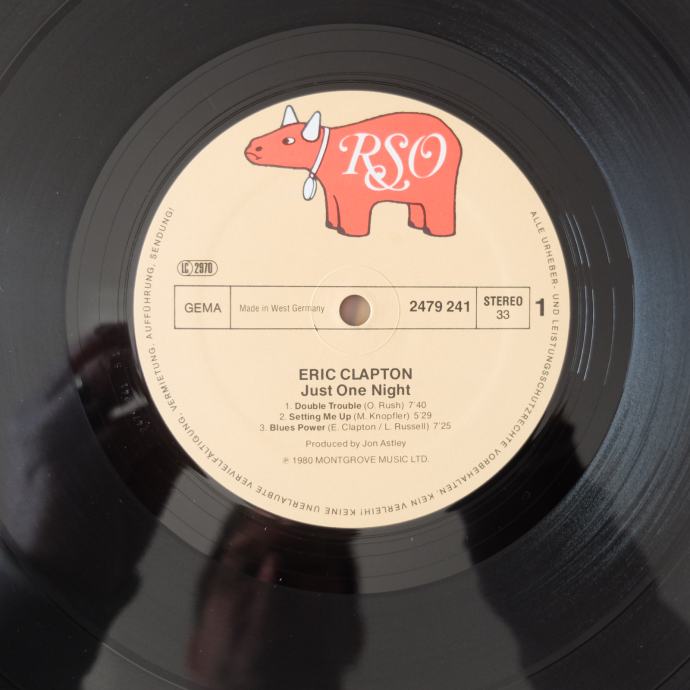 RSO
LC 2970
GEMA
Made in West Germany
2479 241
STEREO
33
1
ERIC CLAPTON
Just One Night
1. Double Trouble (O. Rush) 7'40
2. Setting Me Up (M. Knopfler) 5'29
3. Blues Power (E. Clapton / L. Russell) 7'25
Produced by Jon Astley
℗ 1980 MONTGROVE MUSIC LTD.
ALLE URHEBER- UND LEISTUNGSSCHUTZRECHTE VORBEHALTEN. KEIN VERLEIH! KEINE UNERLAUBTE VERVIELFÄLTIGUNG, VERMIETUNG, AUFFÜHRUNG, SENDUNG!